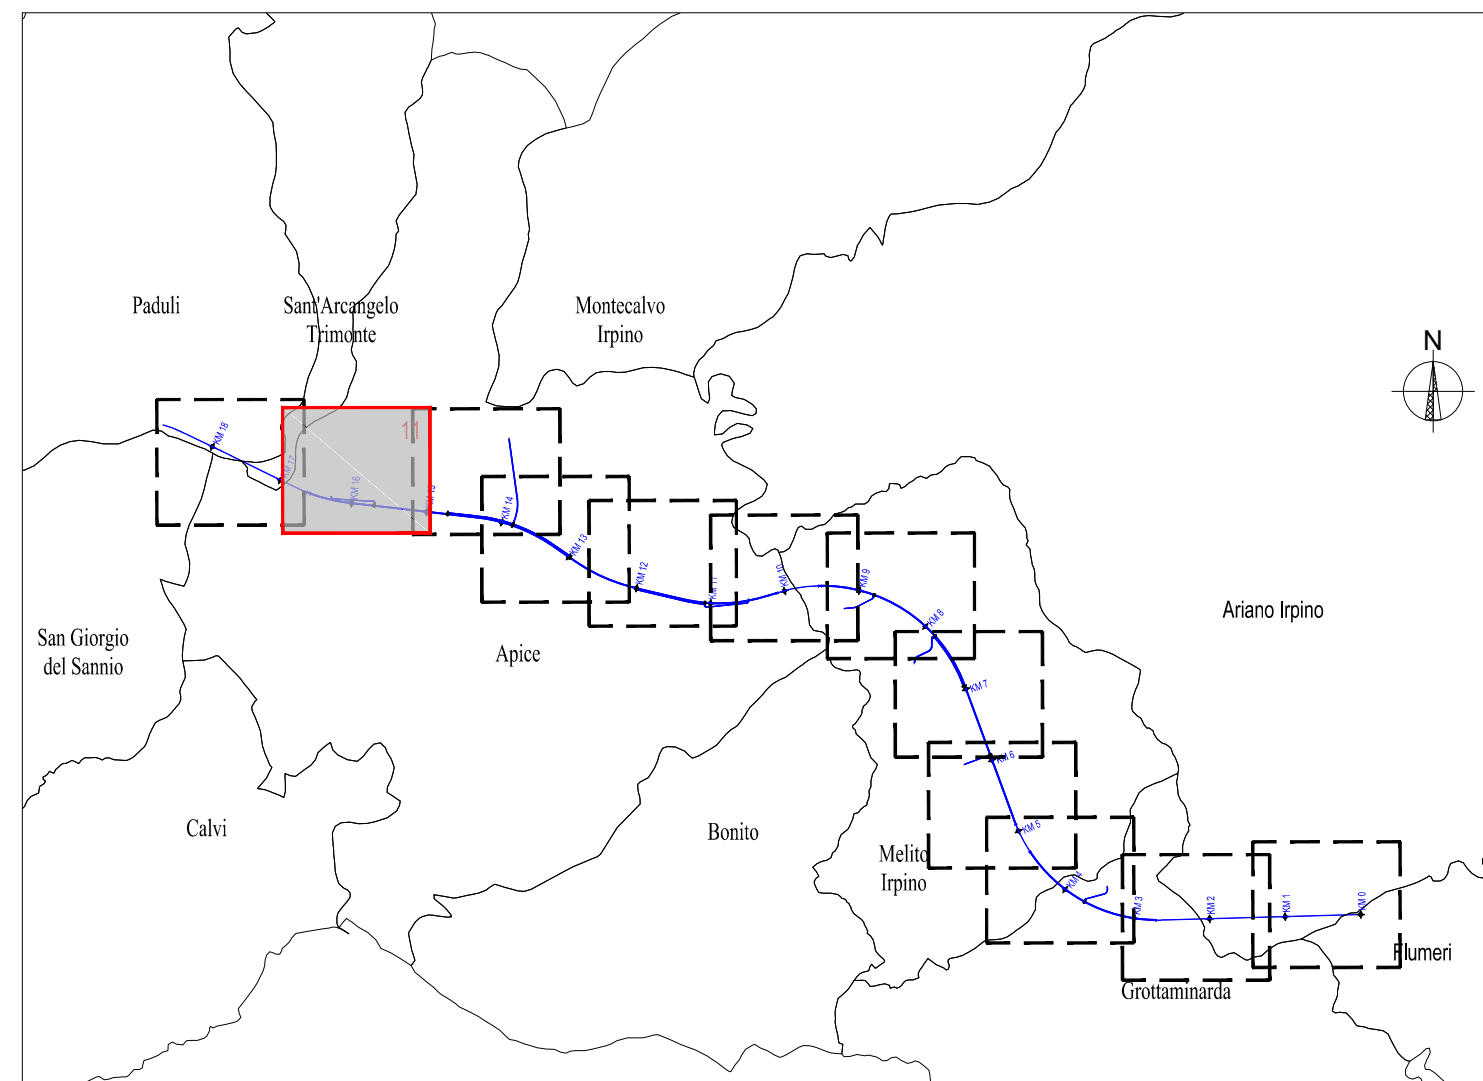 Paduli
Sant'Arcangelo
Trimonte
Montecalvo
Irpino
N
11
KM 18
KM 17
KM 16
KM 15
KM 14
KM 13
KM 12
KM 11
KM 10
KM 9
KM 8
KM 7
KM 6
KM 5
KM 4
KM 3
KM 2
KM 1
KM 0
Ariano Irpino
San Giorgio
del Sannio
Apice
Calvi
Bonito
Melito
Irpino
Flumeri
Grottaminarda